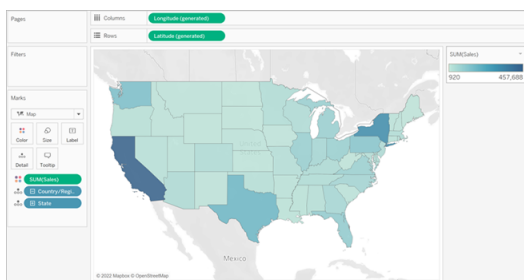 Pages
Columns
Longitude (generated)
Rows
Latitude (generated)
Filters
SUM(Sales)
920
457,688
Marks
Map
Color
Size
Label
Detail
Tooltip
SUM(Sales)
Country/Regi..
State
Mexico
© 2022 Mapbox © OpenStreetMap